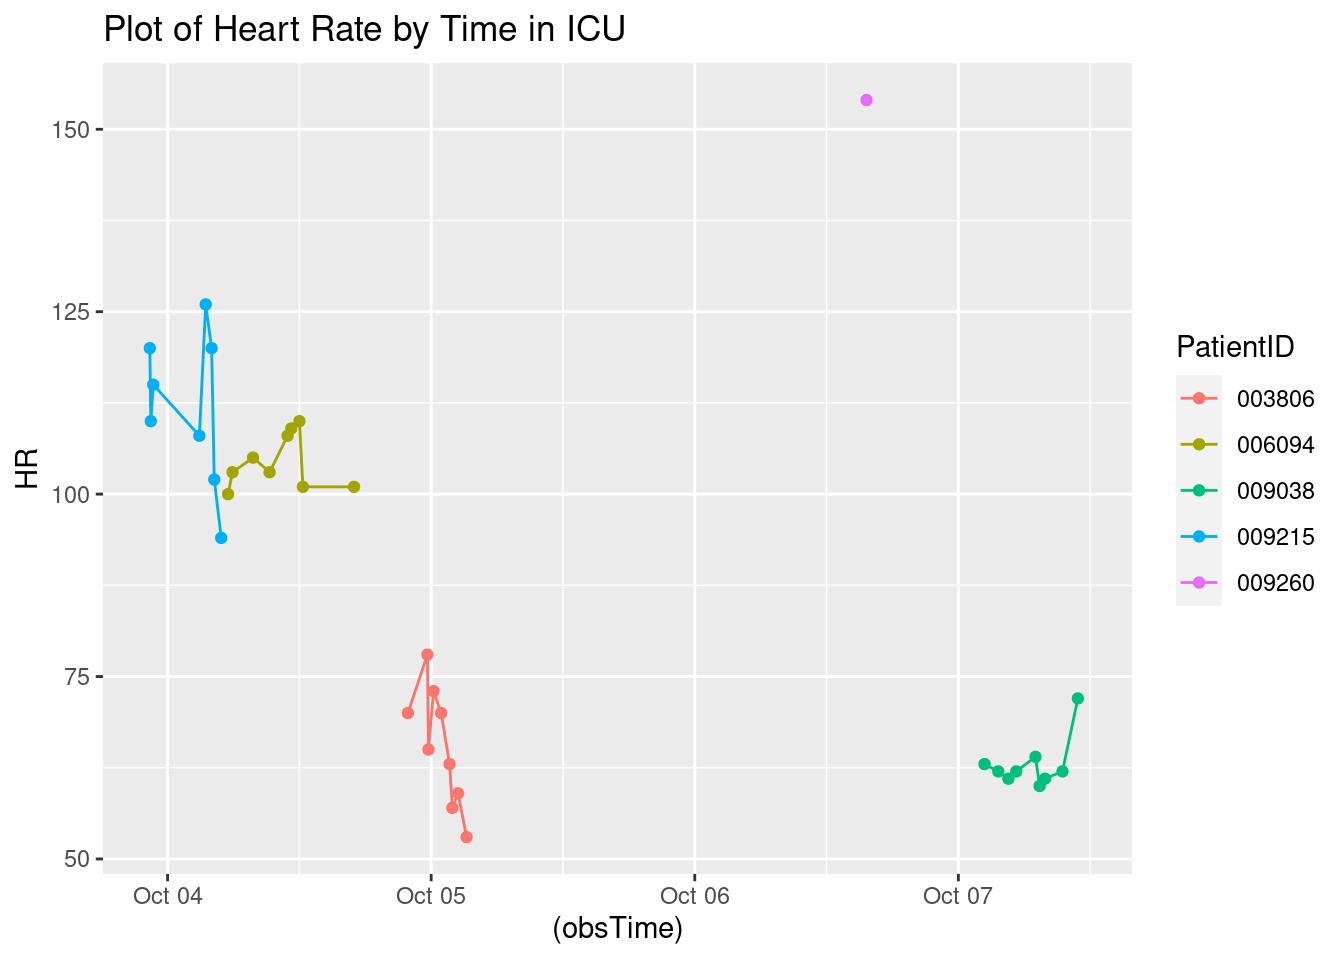 Plot of Heart Rate by Time in ICU
150
125
100
75
50
HR
Oct 04
Oct 05
Oct 06
Oct 07
(obsTime)
PatientID
003806
006094
009038
009215
009260